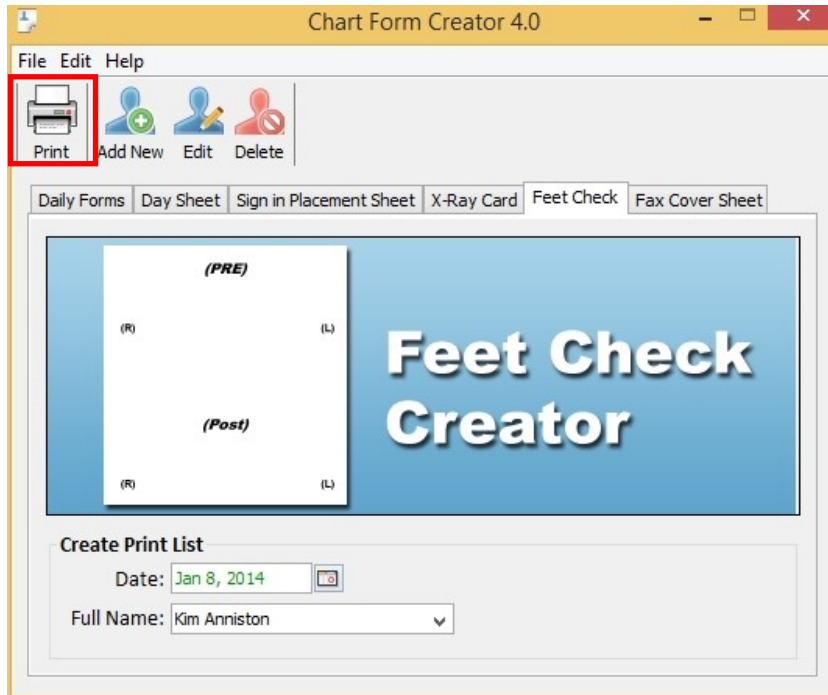 Chart Form Creator 4.0
File Edit Help
Print Add New Edit Delete
Daily Forms Day Sheet Sign in Placement Sheet X-Ray Card Feet Check Fax Cover Sheet
(PRE)
(R) (L)
Feet Check
Creator
(Post)
(R) (L)
Create Print List
Date: Jan 8, 2014
Full Name: Kim Anniston